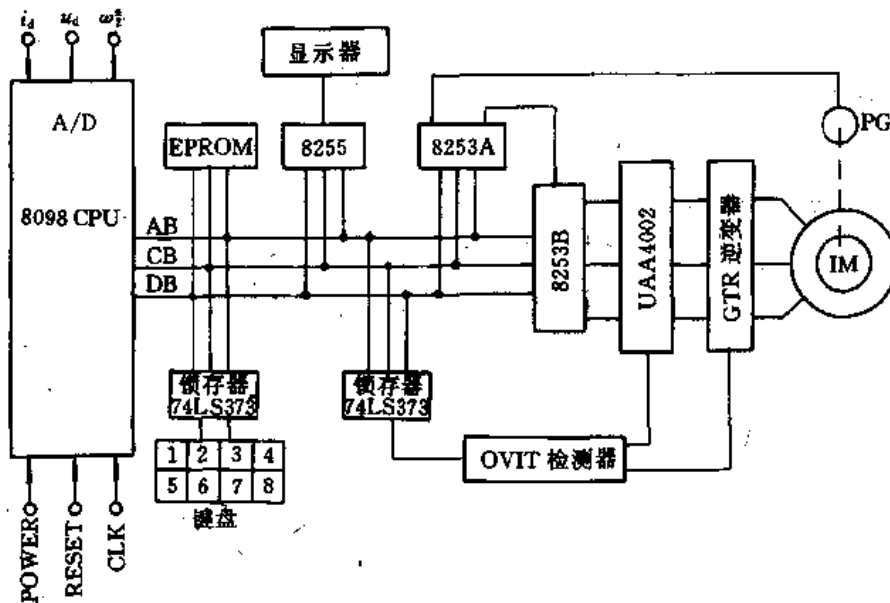 i_d u_d
A/D
8098 CPU
显示器
EPROM
8255
8253A
PG
AB
CB
DB
8253B
UAA4002
GTR 逆变器
IM
锁存器
74LS373
锁存器
74LS373
1 2 3 4
5 6 7 8
键盘
OVIT 检测器
POWER
RESET
CLK